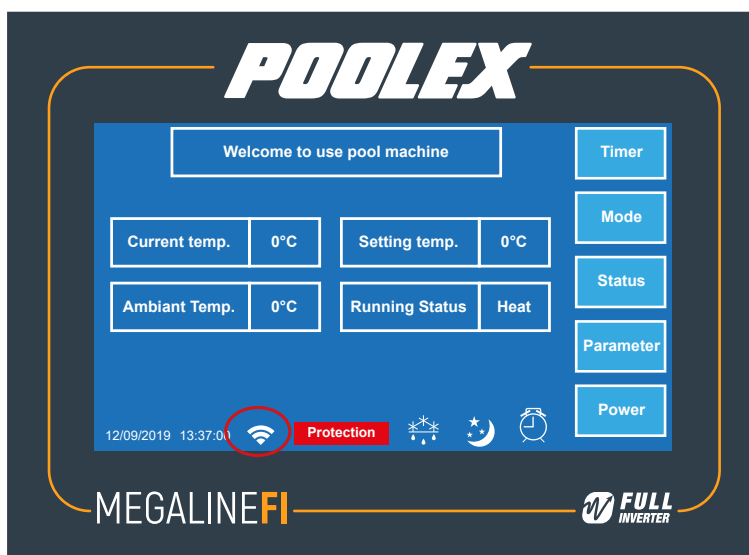 POOLEX
Welcome to use pool machine
Timer
Mode
Current temp. 0°C
Setting temp. 0°C
Status
Ambiant Temp. 0°C
Running Status Heat
Parameter
Power
12/09/2019 13:37:00
Protection
MEGALINEFI
FULL
INVERTER